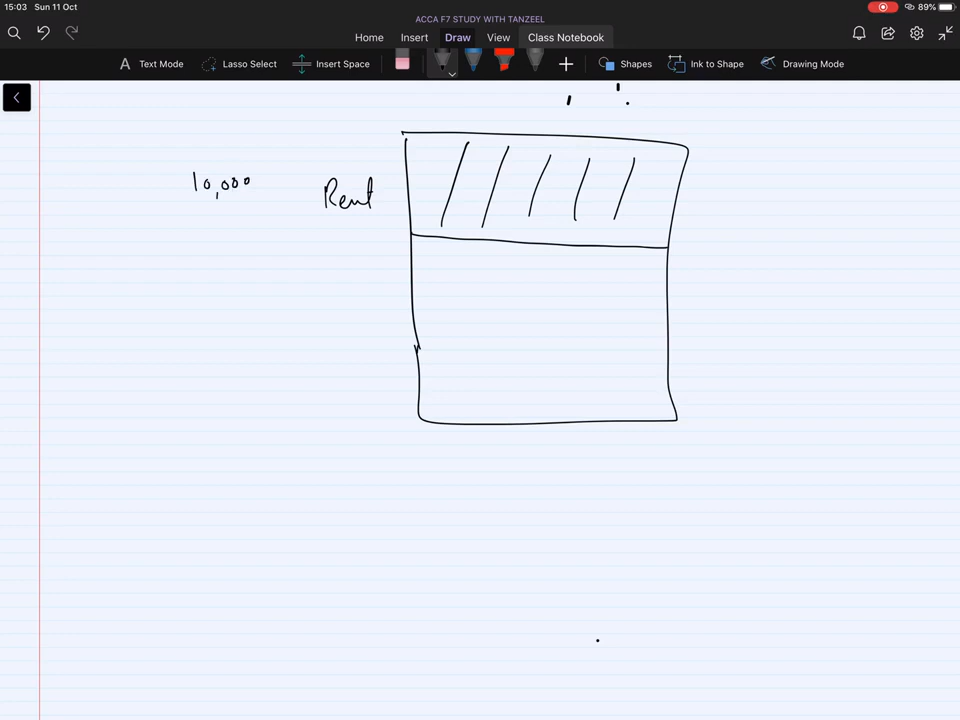 15:03 Sun 11 Oct 89%
ACCA F7 STUDY WITH TANZEEL
Home Insert Draw View Class Notebook
Text Mode Lasso Select Insert Space Shapes Ink to Shape Drawing Mode
10,000 Rent